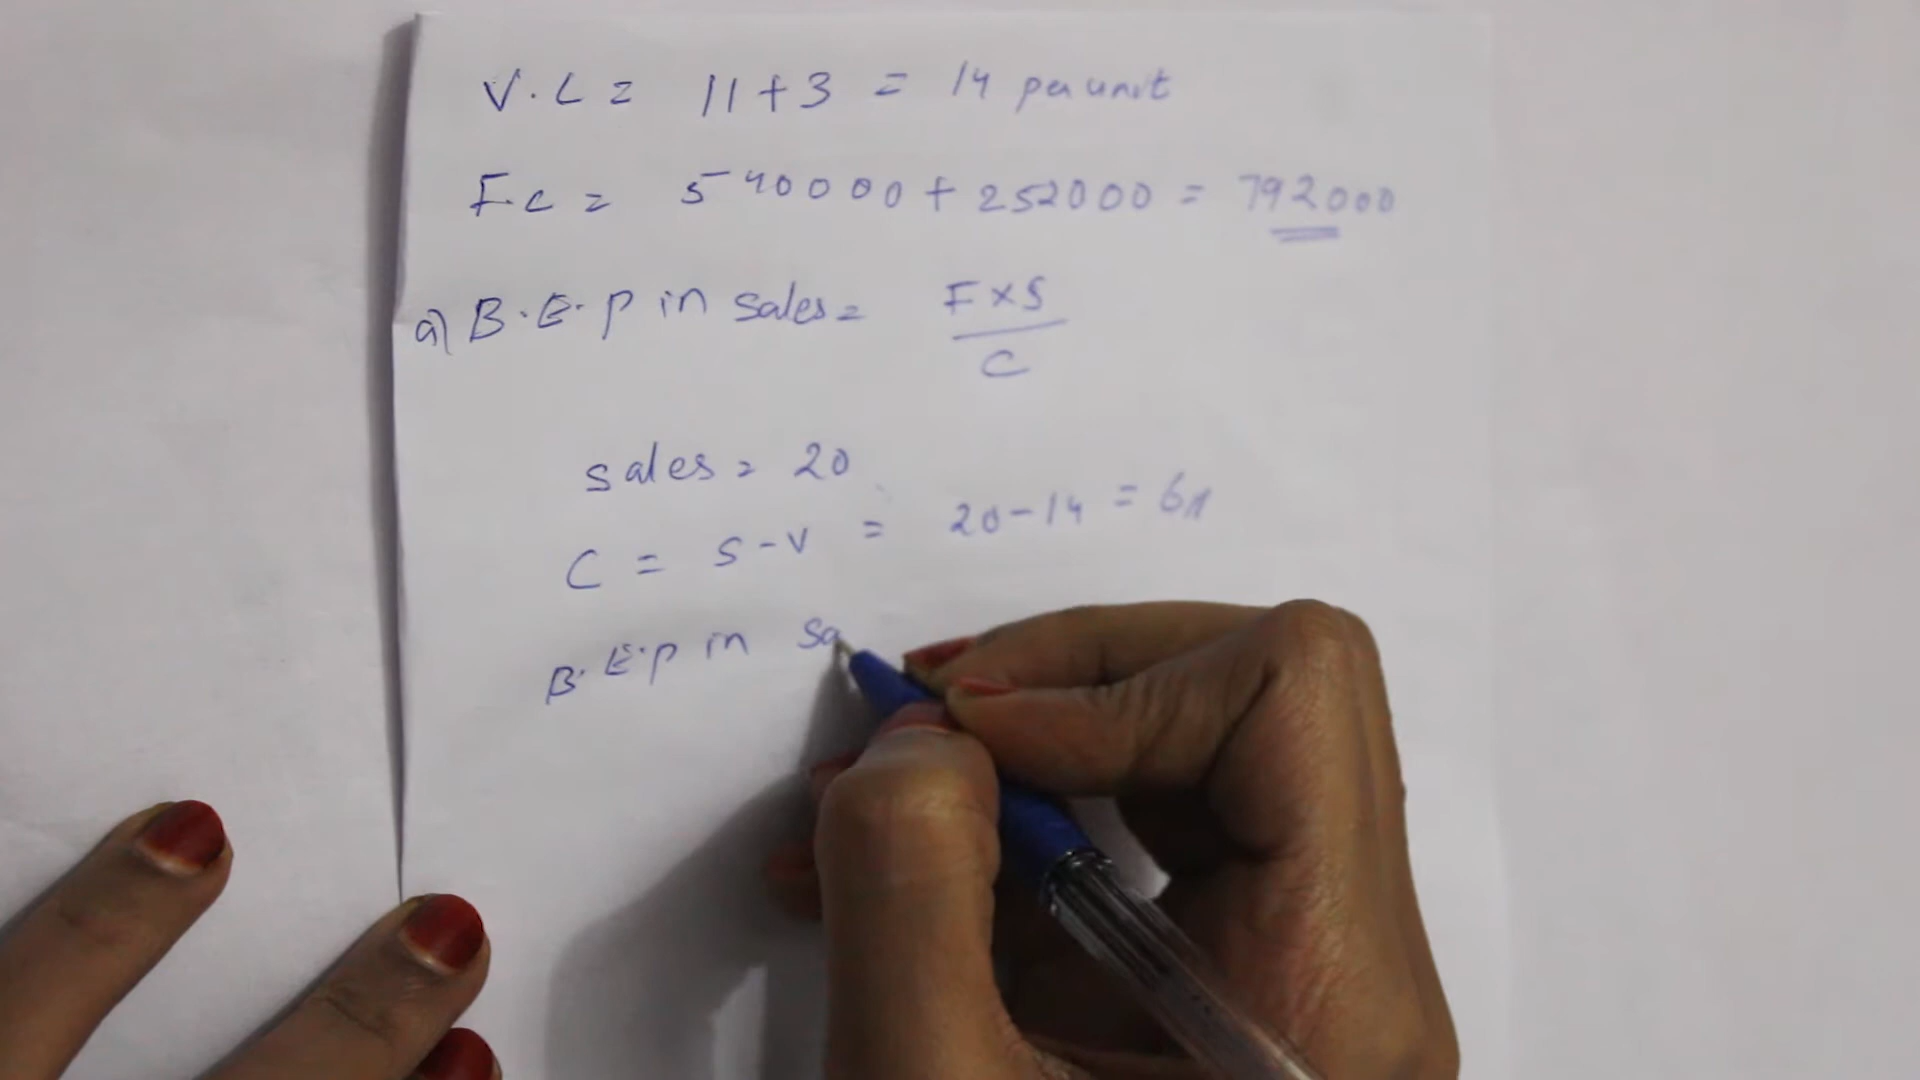 V.C = 11 + 3 = 14 per unit
F.C = 540000 + 252000 = 792000
a) B.E.P in sales = F×S / C
sales = 20
C = S-V = 20-14 = 6/
B.E.P in Sa